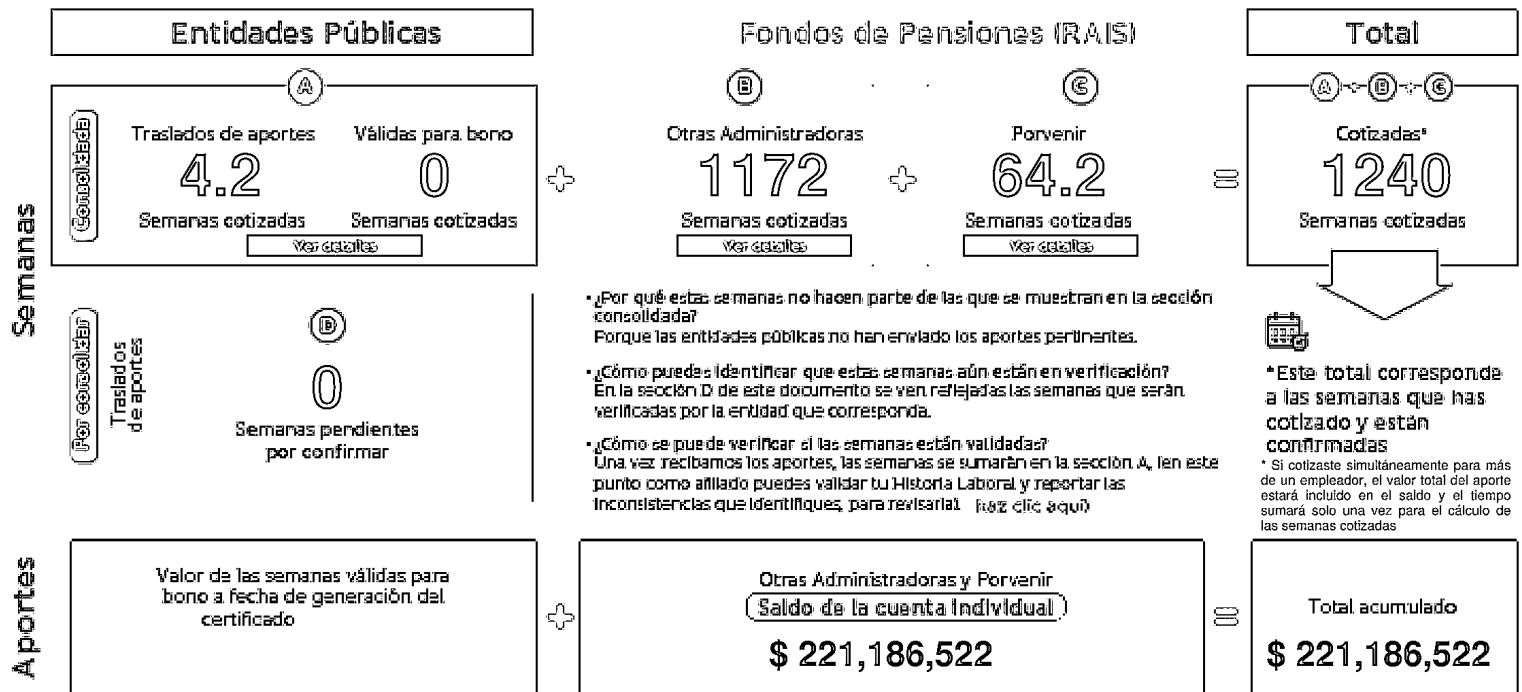 Entidades Públicas
Fondos de Pensiones (RAIS)
Total
A
B
C
A + B + C
Semanas
Consolidada
Traslados de aportes
4.2
Semanas cotizadas
Válidas para bono
0
Semanas cotizadas
Ver detalles
+
Otras Administradoras
1172
Semanas cotizadas
Ver detalles
+
Porvenir
64.2
Semanas cotizadas
Ver detalles
=
Cotizadas*
1240
Semanas cotizadas
Por consolidar
Traslados
de aportes
D
0
Semanas pendientes
por confirmar
• ¿Por qué estas semanas no hacen parte de las que se muestran en la sección
consolidada?
Porque las entidades públicas no han enviado los aportes pertinentes.
• ¿Cómo puedes identificar que estas semanas aún están en verificación?
En la sección D de este documento se ven reflejadas las semanas que serán
verificadas por la entidad que corresponda.
• ¿Cómo se puede verificar si las semanas están validadas?
Una vez recibamos los aportes, las semanas se sumarán en la sección A, (en este
punto como afiliado puedes validar tu Historia Laboral y reportar las
inconsistencias que identifiques, para revisarla). haz clic aquí)
*Este total corresponde
a las semanas que has
cotizado y están
confirmadas
* Si cotizaste simultáneamente para más
de un empleador, el valor total del aporte
estará incluido en el saldo y el tiempo
sumará solo una vez para el cálculo de
las semanas cotizadas
Aportes
Valor de las semanas válidas para
bono a fecha de generación del
certificado
+
Otras Administradoras y Porvenir
Saldo de la cuenta individual
$ 221,186,522
=
Total acumulado
$ 221,186,522